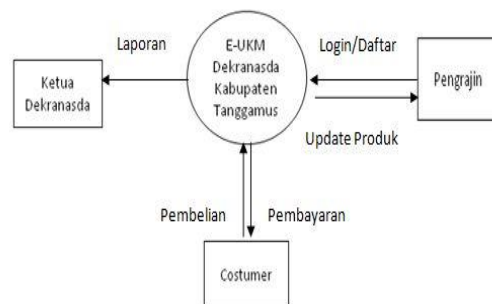 Laporan
E-UKM
Dekranasda
Kabupaten
Tanggamus
Login/Daftar
Ketua
Dekranasda
Pengrajin
Update Produk
Pembelian
Pembayaran
Costumer